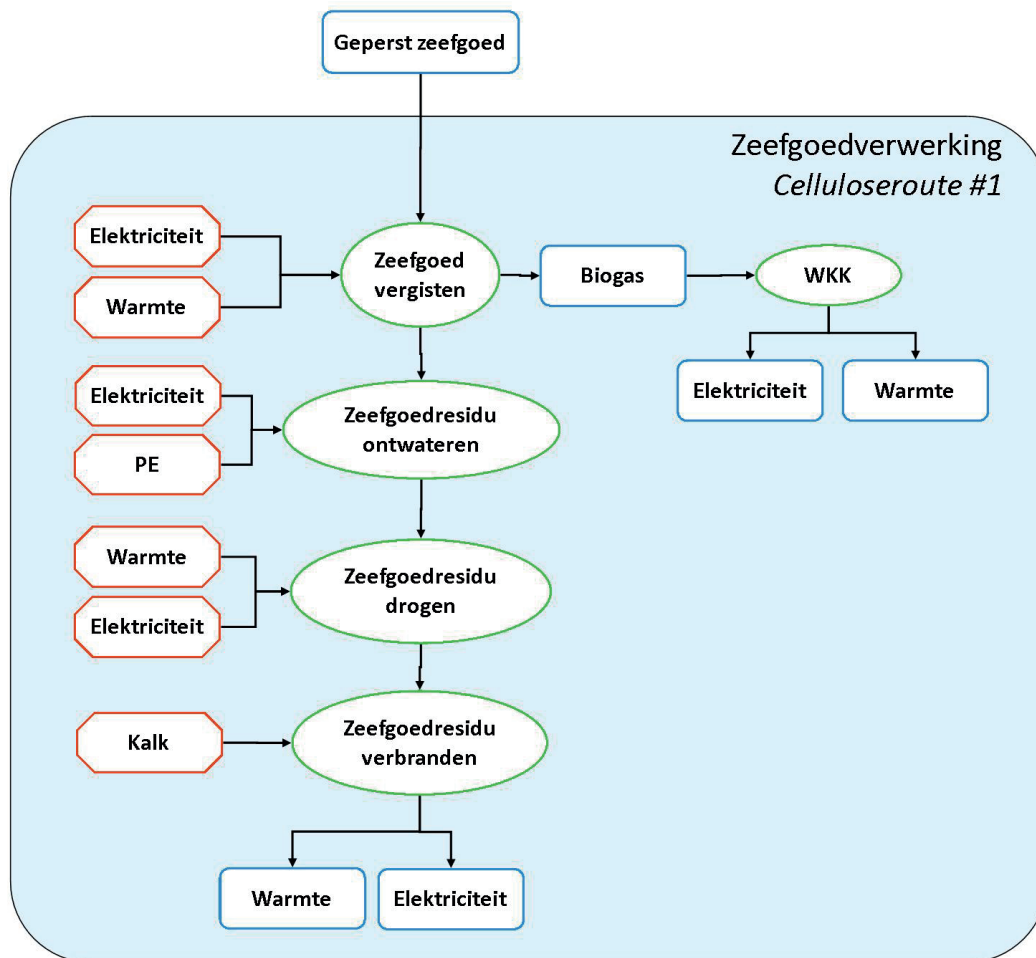 Geperst zeefgoed
Zeefgoedverwerking
Celluloseroute #1
Elektriciteit
Warmte
Zeefgoed
vergisten
Biogas
WKK
Elektriciteit
Warmte
Elektriciteit
PE
Zeefgoedresidu
ontwateren
Warmte
Elektriciteit
Zeefgoedresidu
drogen
Kalk
Zeefgoedresidu
verbranden
Warmte
Elektriciteit